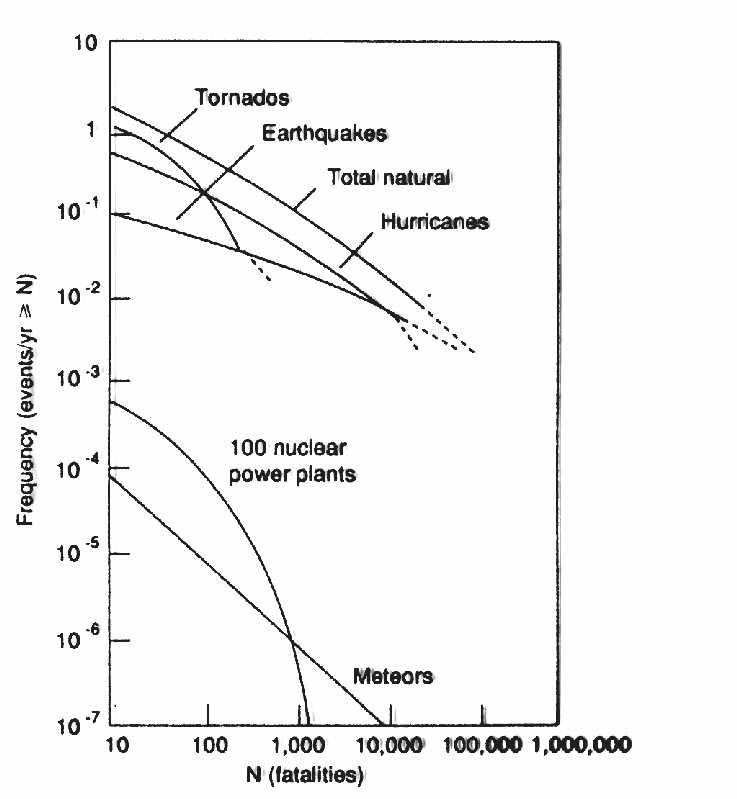 10
Tornados
1
Earthquakes
Total natural
10⁻¹
Hurricanes
10⁻²
Frequency (events/yr ⩾ N)
10⁻³
100 nuclear
power plants
10⁻⁴
10⁻⁵
10⁻⁶
Meteors
10⁻⁷
10 100 1,000 10,000 100,000 1,000,000
N (fatalities)